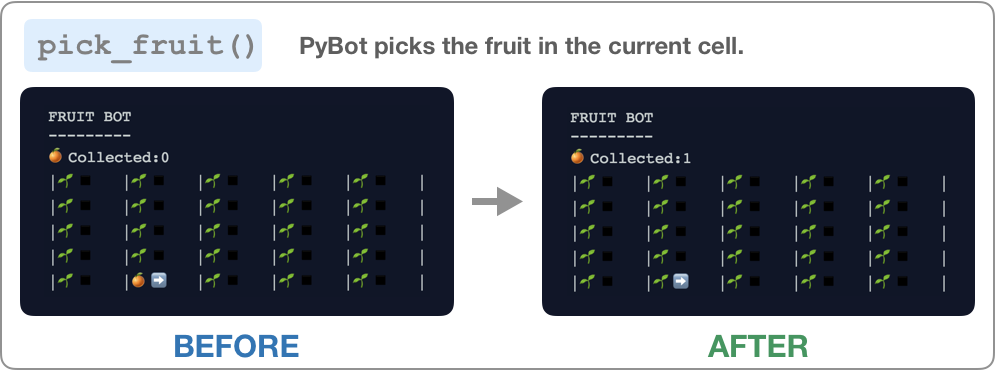 pick_fruit()
PyBot picks the fruit in the current cell.
FRUIT BOT
---------
🍊 Collected:0
|🌱⬛ |🌱⬛ |🌱⬛ |🌱⬛ |🌱⬛ |
|🌱⬛ |🌱⬛ |🌱⬛ |🌱⬛ |🌱⬛ |
|🌱⬛ |🌱⬛ |🌱⬛ |🌱⬛ |🌱⬛ |
|🌱⬛ |🌱⬛ |🌱⬛ |🌱⬛ |🌱⬛ |
|🌱⬛ |🍊➡️ |🌱⬛ |🌱⬛ |🌱⬛ |
BEFORE
FRUIT BOT
---------
🍊 Collected:1
|🌱⬛ |🌱⬛ |🌱⬛ |🌱⬛ |🌱⬛ |
|🌱⬛ |🌱⬛ |🌱⬛ |🌱⬛ |🌱⬛ |
|🌱⬛ |🌱⬛ |🌱⬛ |🌱⬛ |🌱⬛ |
|🌱⬛ |🌱⬛ |🌱⬛ |🌱⬛ |🌱⬛ |
|🌱⬛ |🌱➡️ |🌱⬛ |🌱⬛ |🌱⬛ |
AFTER